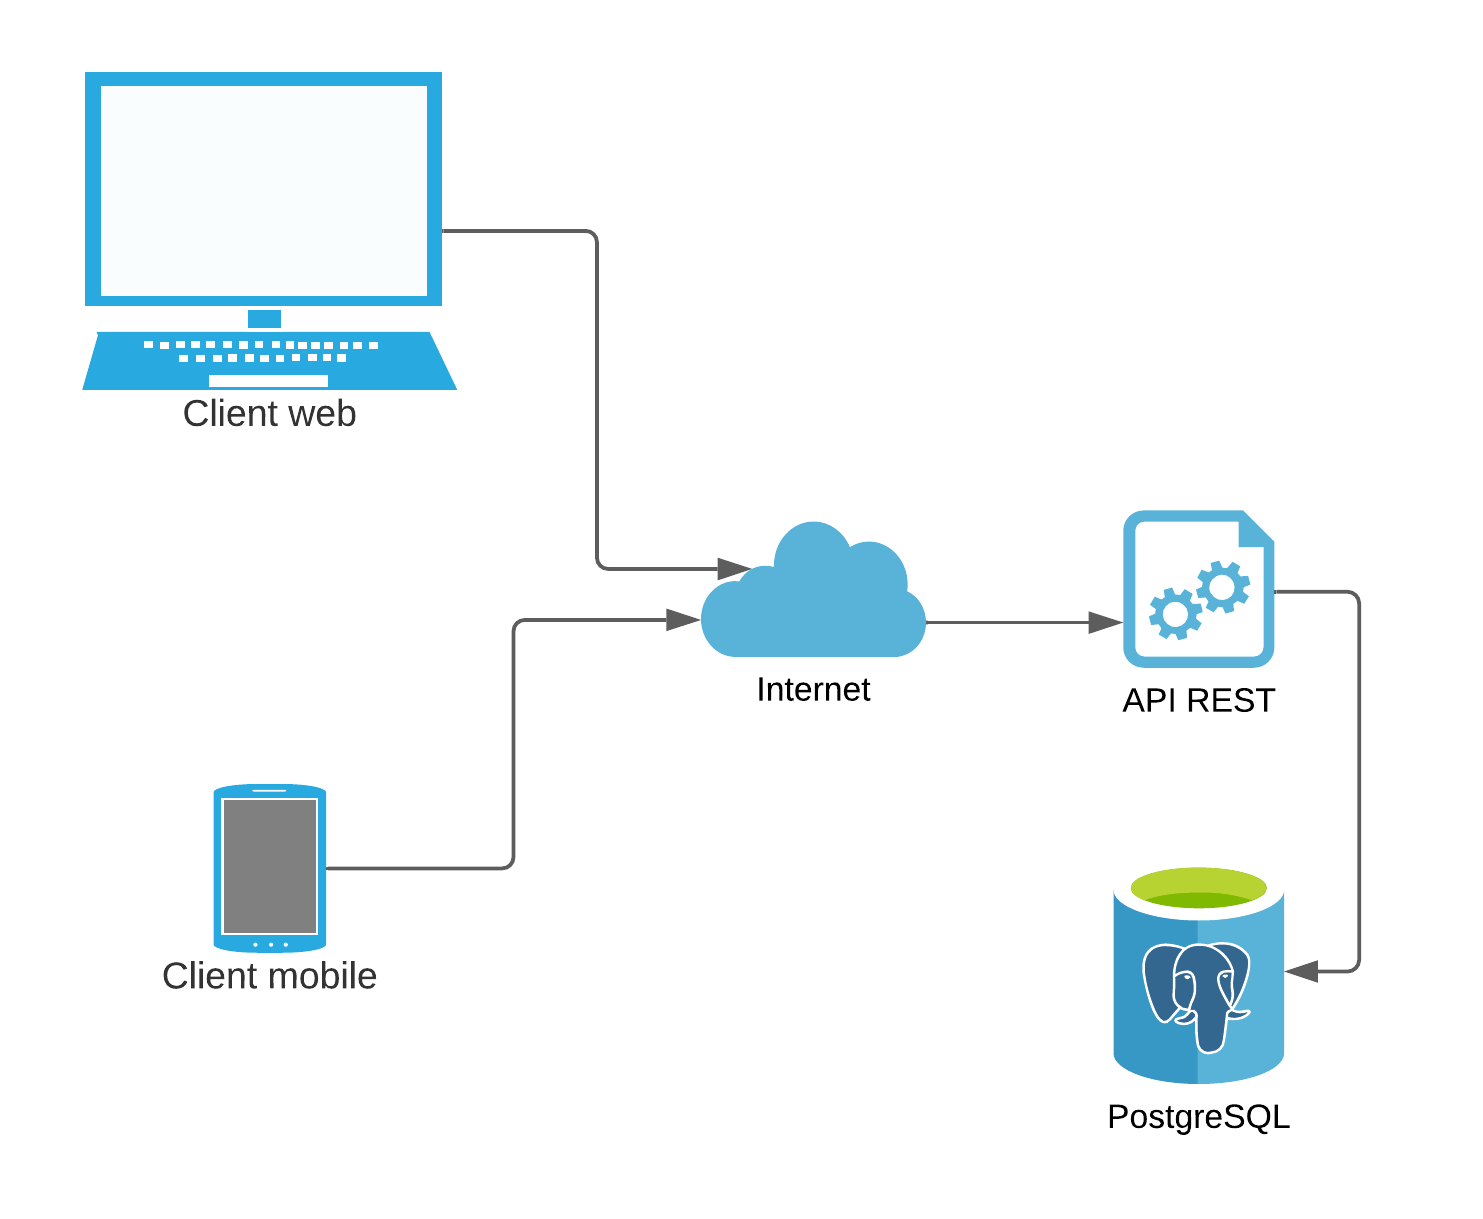 Client web
Internet
API REST
Client mobile
PostgreSQL